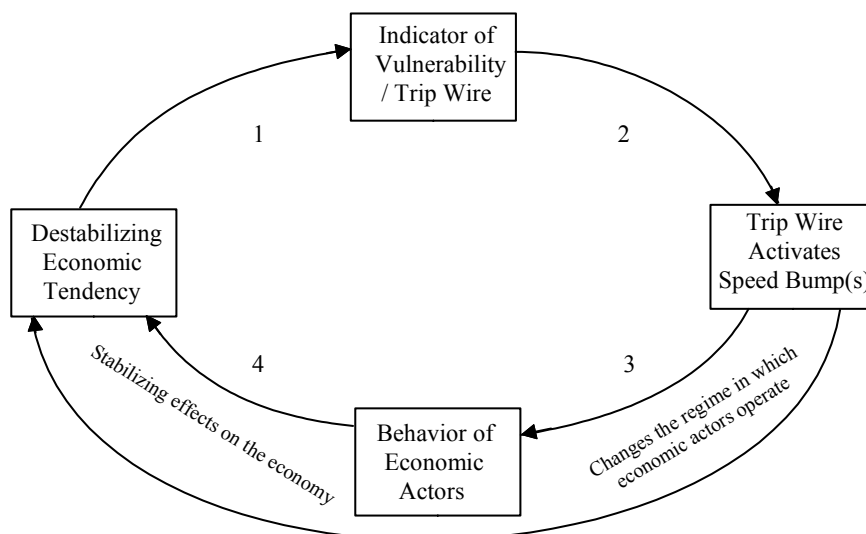 Indicator of
Vulnerability
/ Trip Wire
1
2
Destabilizing
Economic
Tendency
Trip Wire
Activates
Speed Bump(s)
4
3
Stabilizing effects on the economy
Changes the regime in which
economic actors operate
Behavior of
Economic
Actors